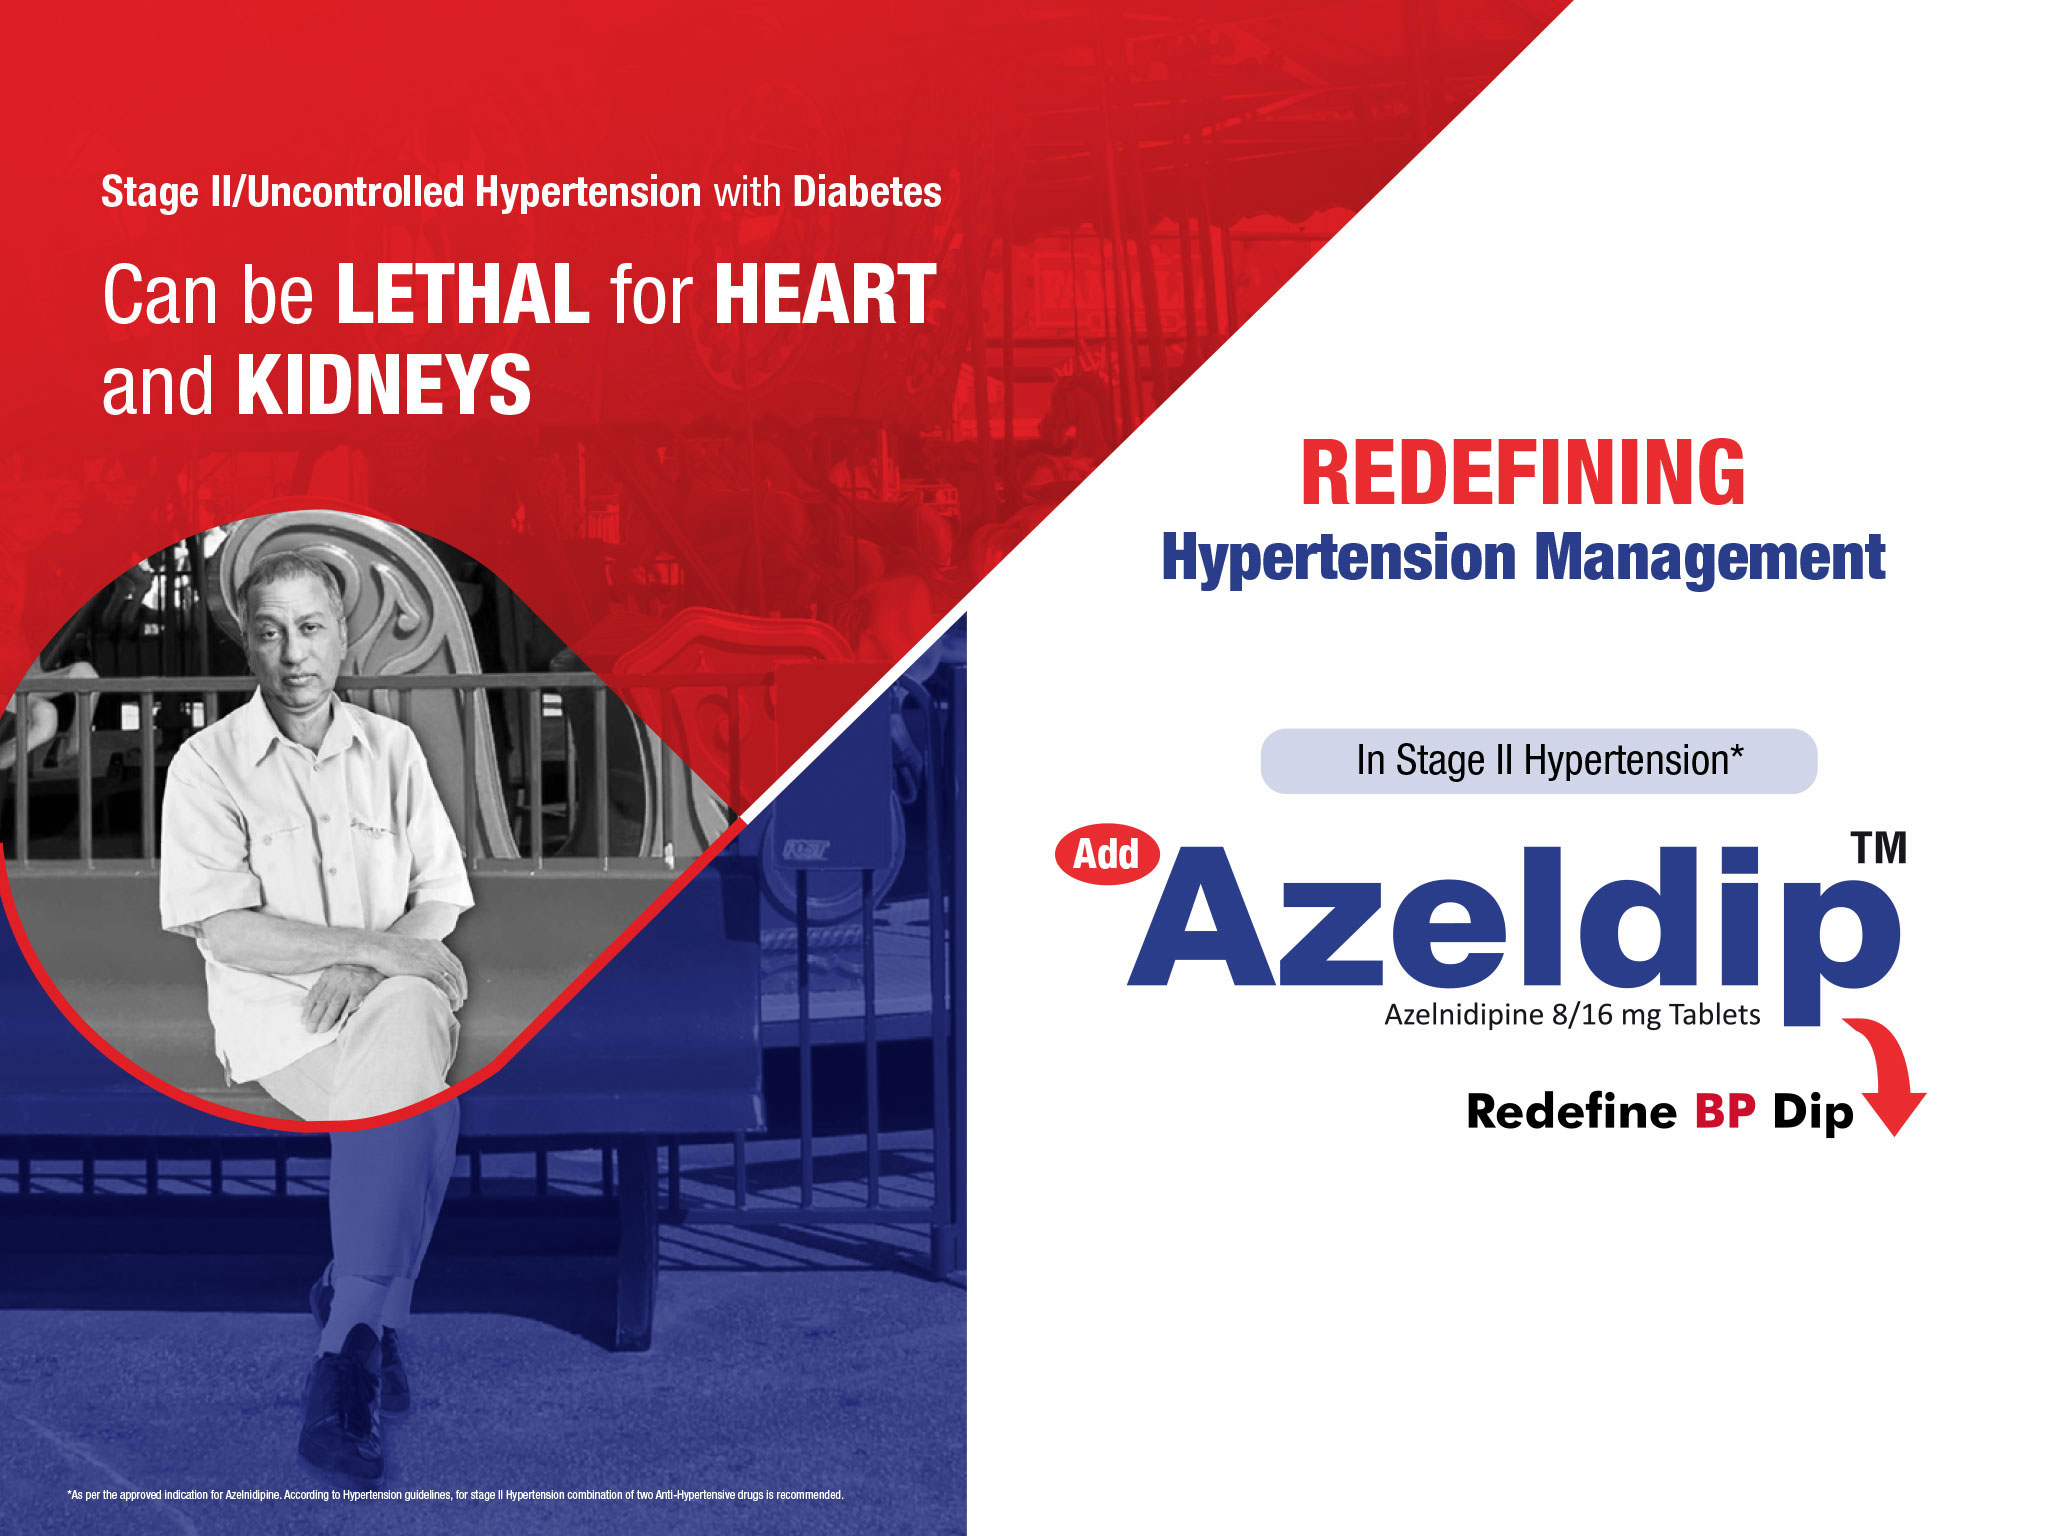 Stage II/Uncontrolled Hypertension with Diabetes
Can be LETHAL for HEART
and KIDNEYS
REDEFINING
Hypertension Management
In Stage II Hypertension*
Add
Azeldip™
Azelnidipine 8/16 mg Tablets
Redefine BP Dip
*As per the approved indication for Azelnidipine. According to Hypertension guidelines, for stage II Hypertension combination of two Anti-Hypertensive drugs is recommended.